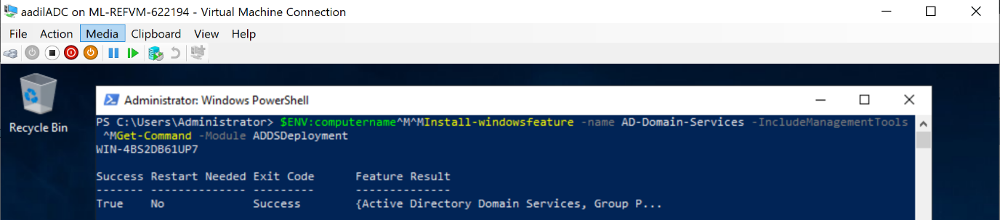 aadilADC on ML-REFVM-622194 - Virtual Machine Connection
File Action Media Clipboard View Help
Recycle Bin
Administrator: Windows PowerShell
PS C:\Users\Administrator> $ENV:computername^M^MInstall-windowsfeature -name AD-Domain-Services -IncludeManagementTools
^MGet-Command -Module ADDSDeployment
WIN-4BS2DB61UP7
Success Restart Needed Exit Code Feature Result
------- -------------- --------- --------------
True No Success {Active Directory Domain Services, Group P...